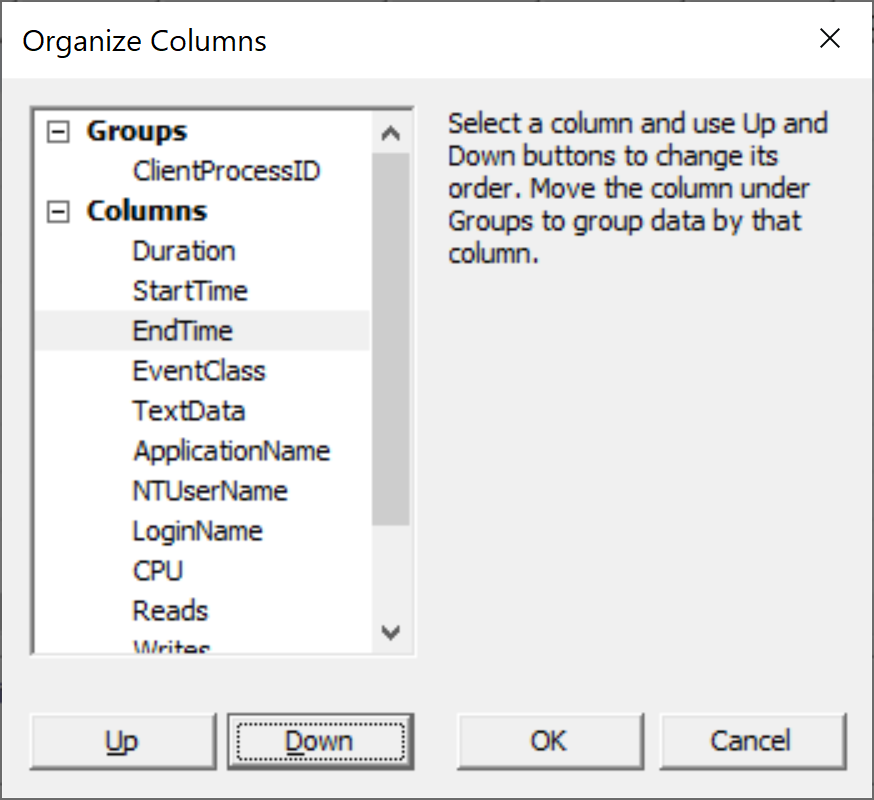 Organize Columns
Groups
ClientProcessID
Columns
Duration
StartTime
EndTime
EventClass
TextData
ApplicationName
NTUserName
LoginName
CPU
Reads
Writes
Select a column and use Up and
Down buttons to change its
order. Move the column under
Groups to group data by that
column.
Up
Down
OK
Cancel